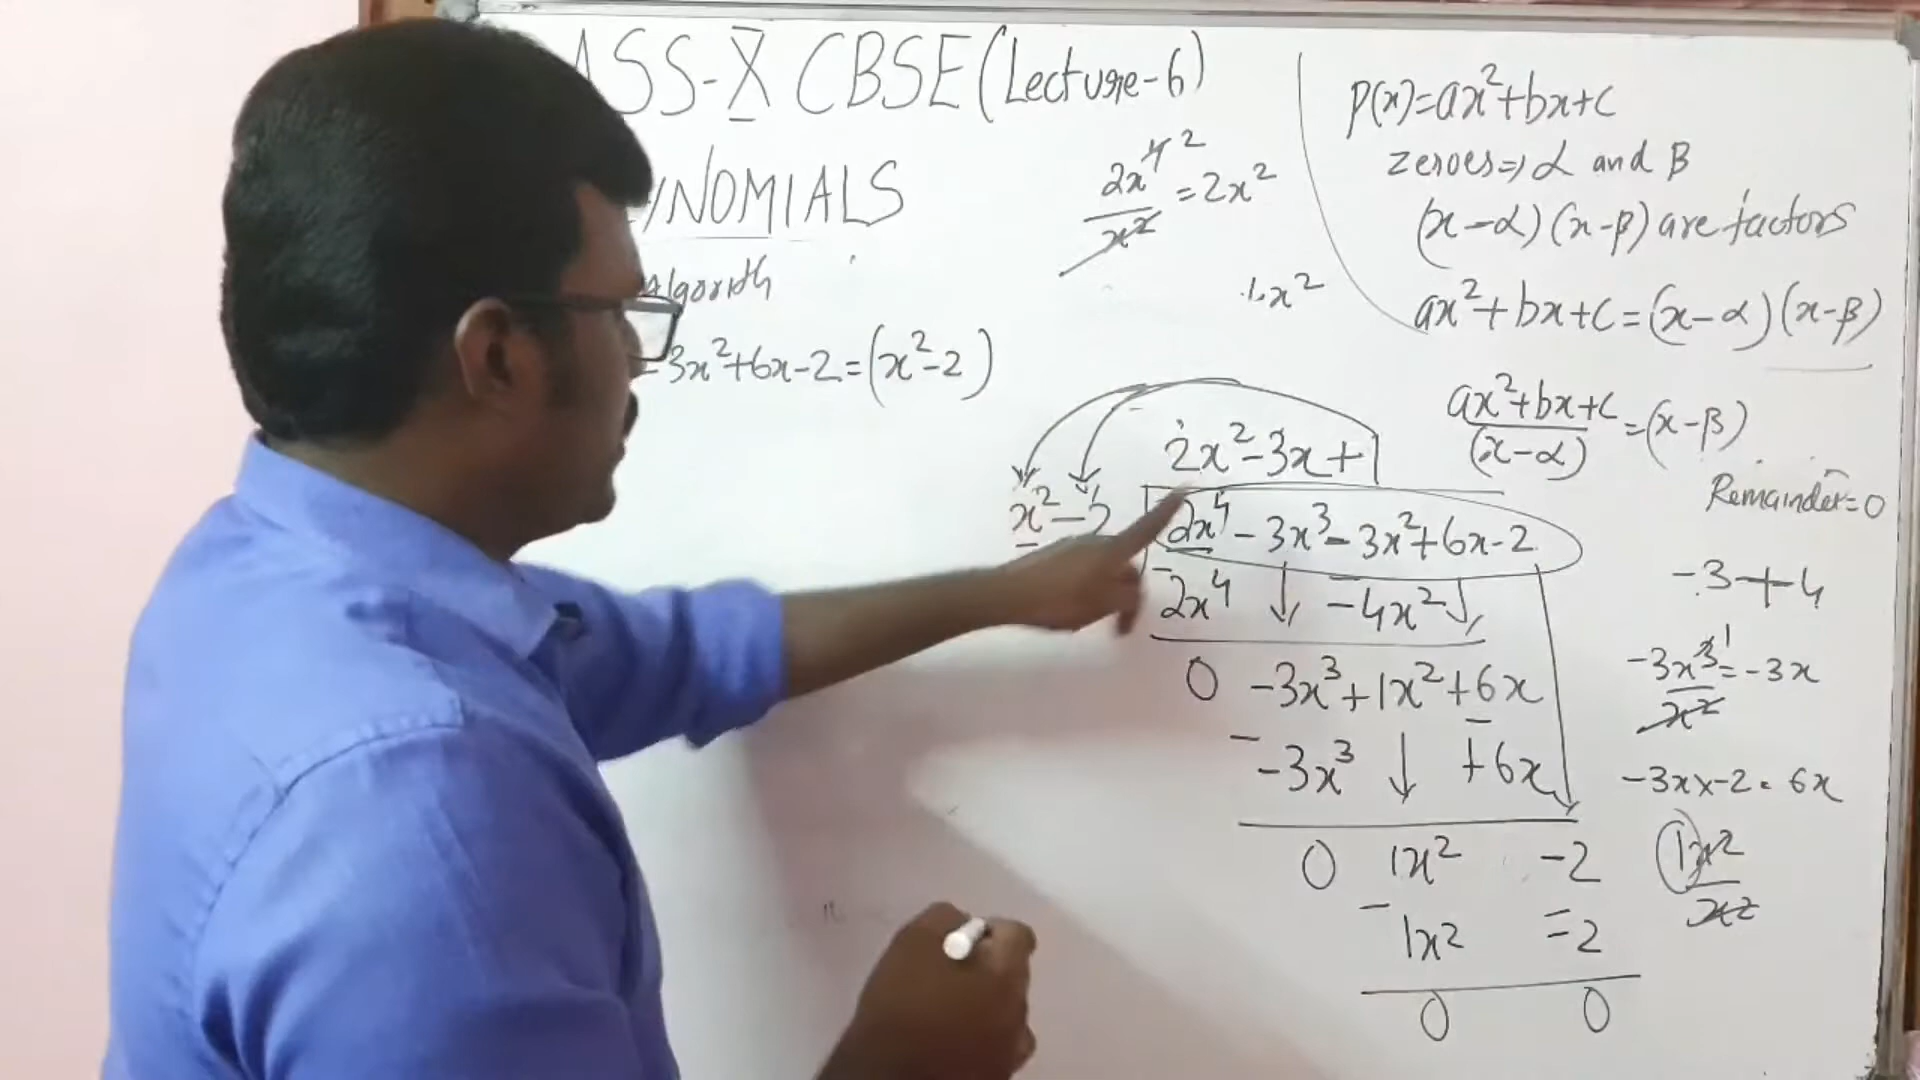 ASS-X CBSE (Lecture-6)
NOMIALS
Algorith
-3x²+6x-2=(x²-2)
2x⁴ ² / x² = 2x²
1x²
P(x)=ax²+bx+c
zeroes=> α and β
(x-α)(x-β) are factors
ax²+bx+c=(x-α)(x-β)
ax²+bx+c / (x-α) = (x-β)
Remainder=0
2x²-3x+1
x²-2
2x⁴-3x³-3x²+6x-2
- 2x⁴ -4x²
0 -3x³+1x²+6x
- -3x³ - +6x
0 1x² -2
- 1x² - -2
0 0
-3+4
-3x³ ¹ / x² = -3x
-3x×-2=6x
1x² / x²